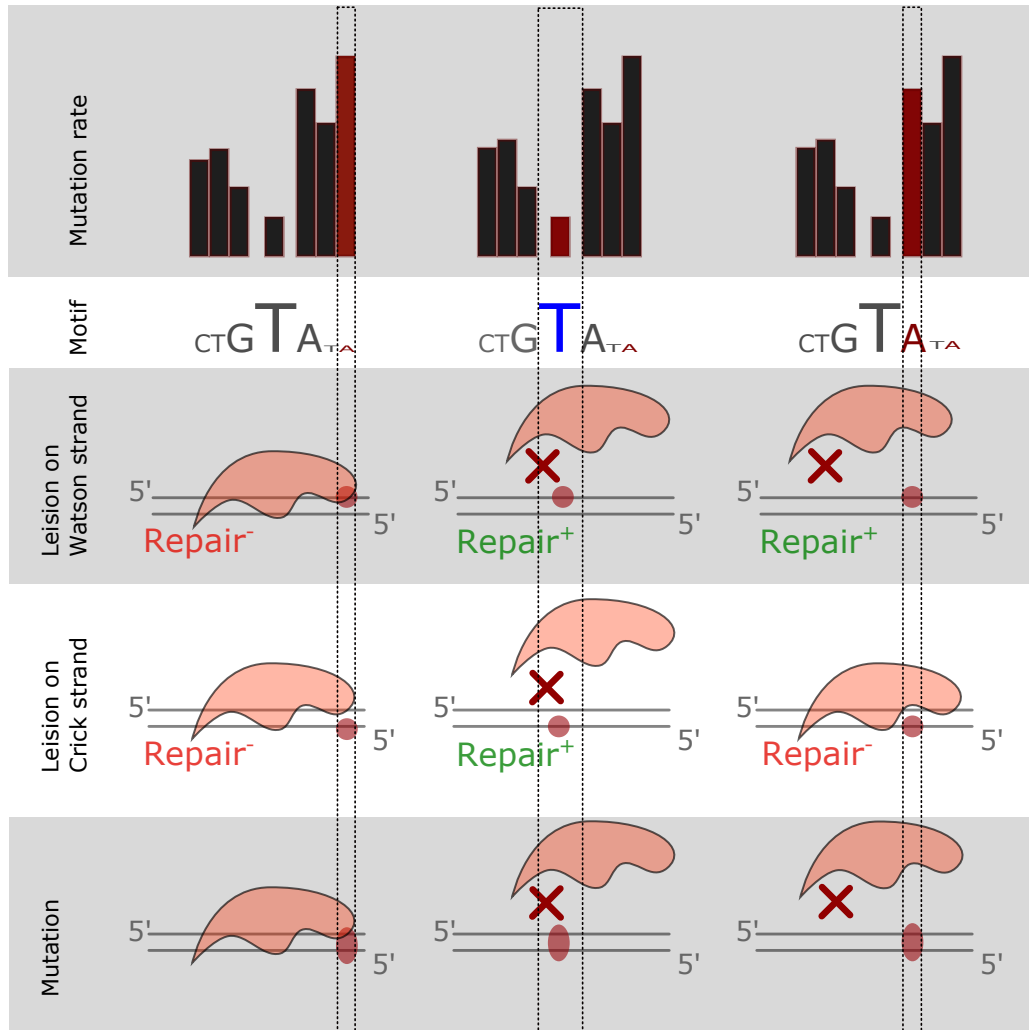 Mutation rate
Motif
CTGTATA
CTGTATA
CTGTATA
Leision on
Watson strand
5'
5'
Repair-
5'
5'
Repair+
5'
5'
Repair+
Leision on
Crick strand
5'
5'
Repair-
5'
5'
Repair+
5'
5'
Repair-
Mutation
5'
5'
5'
5'
5'
5'